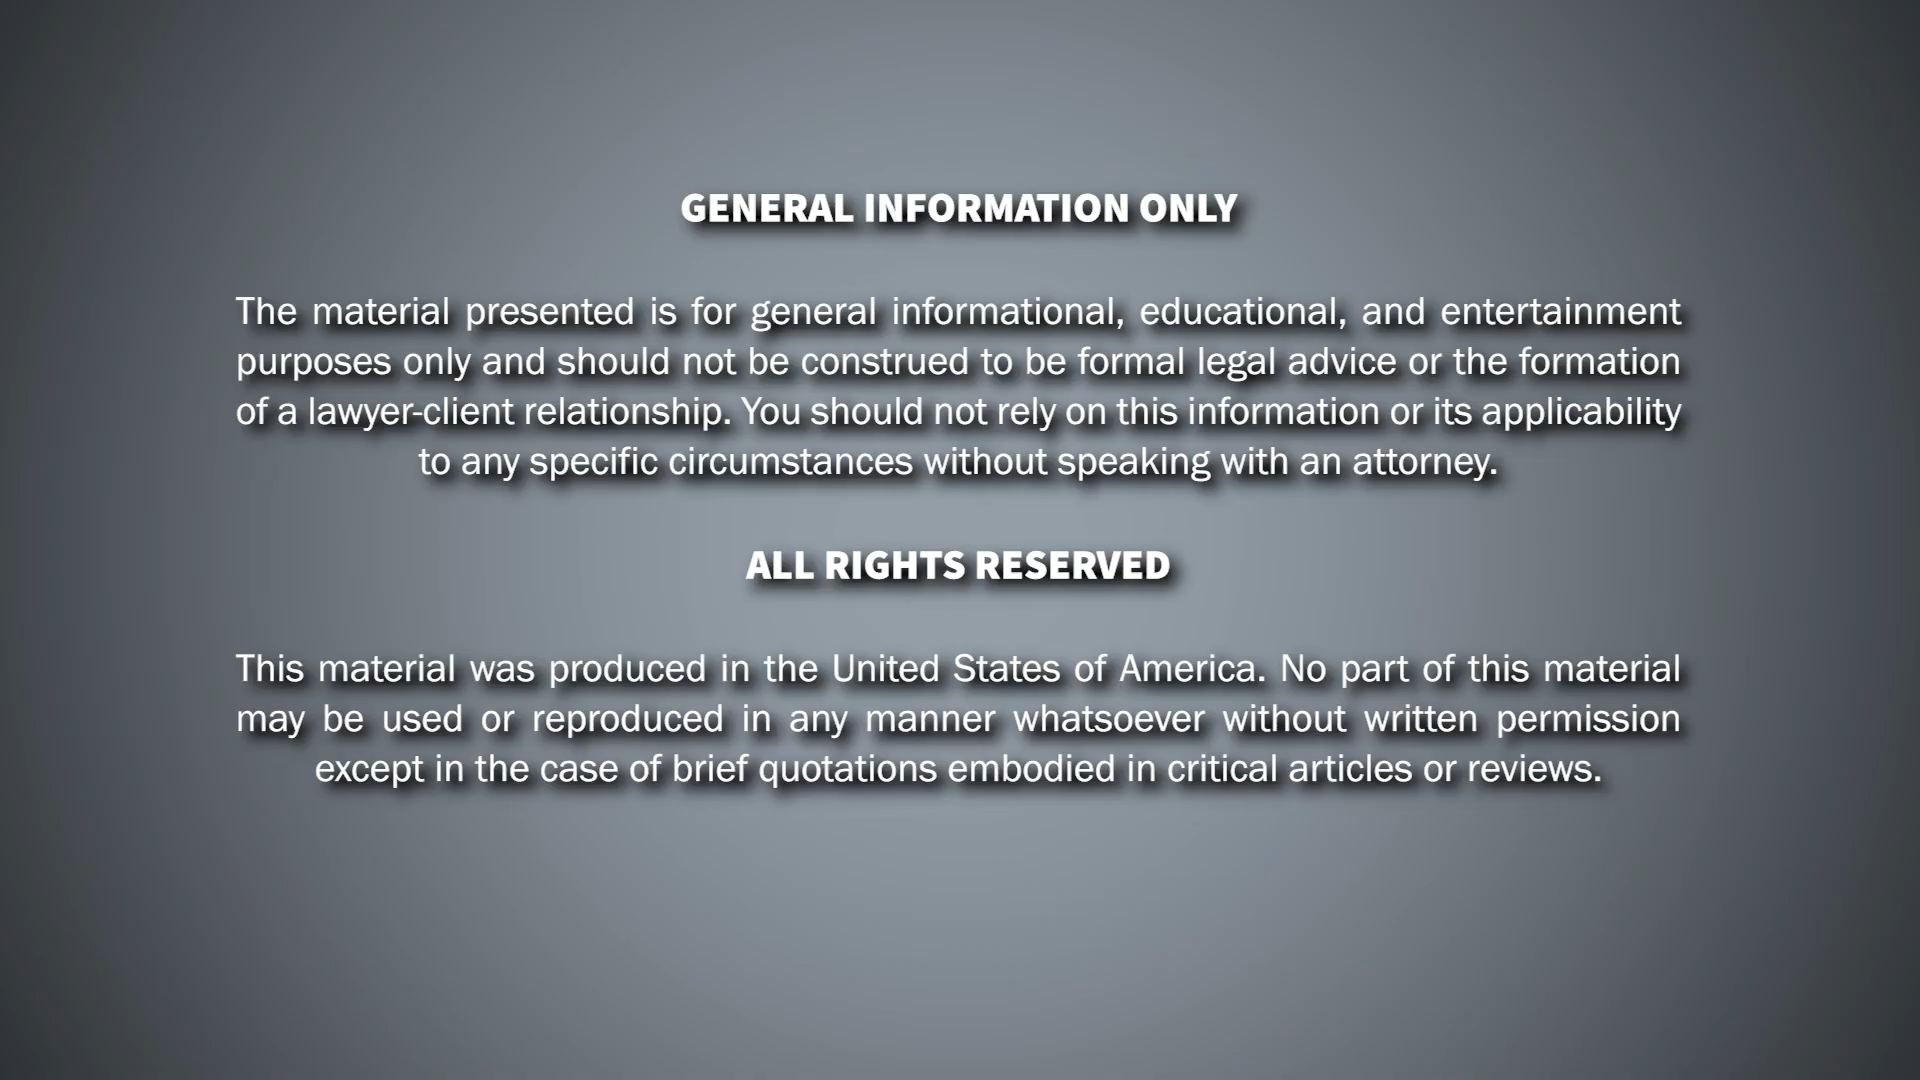 GENERAL INFORMATION ONLY
The material presented is for general informational, educational, and entertainment
purposes only and should not be construed to be formal legal advice or the formation
of a lawyer-client relationship. You should not rely on this information or its applicability
to any specific circumstances without speaking with an attorney.
ALL RIGHTS RESERVED
This material was produced in the United States of America. No part of this material
may be used or reproduced in any manner whatsoever without written permission
except in the case of brief quotations embodied in critical articles or reviews.